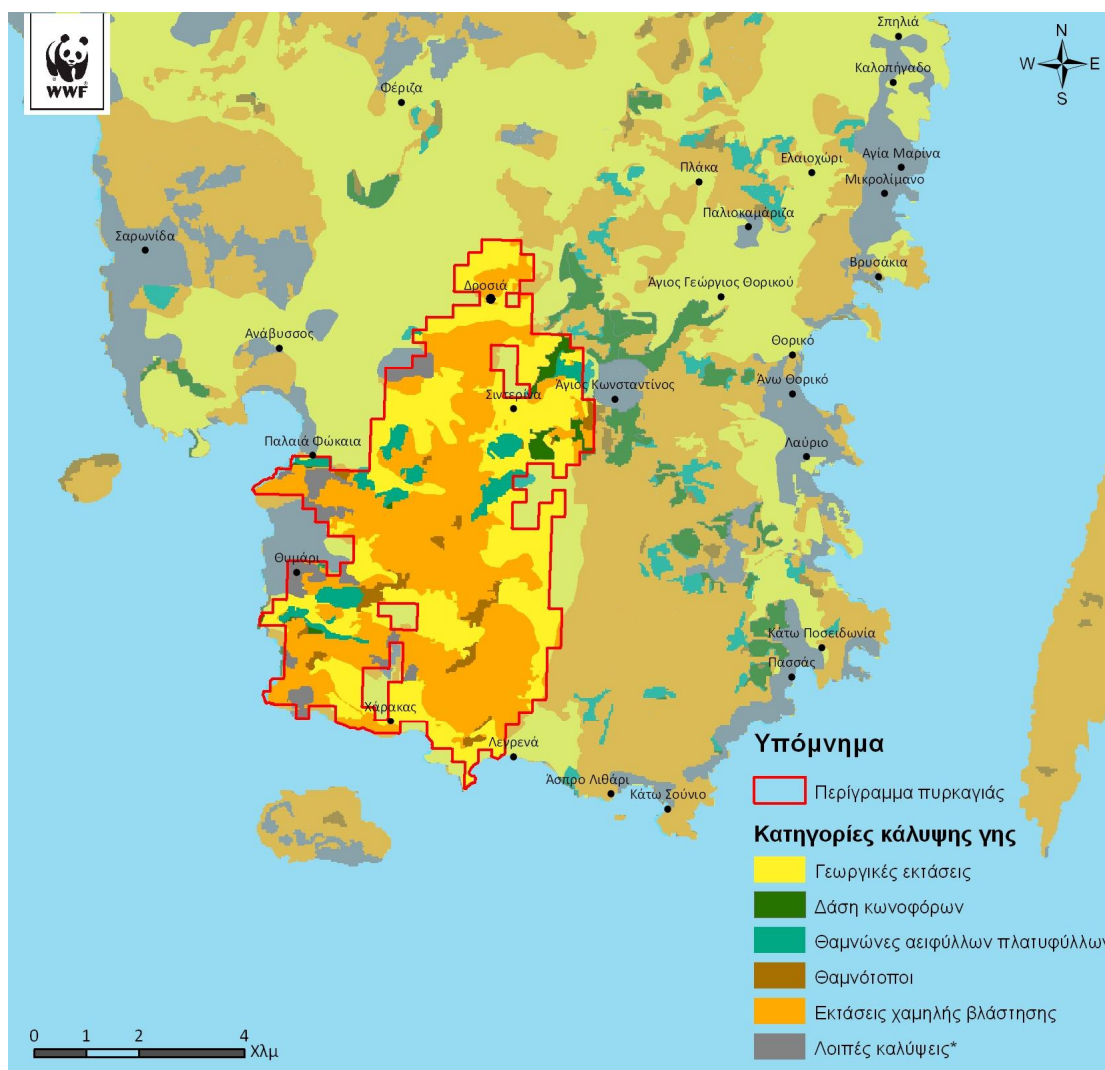 WWF
N
W E
S
Σπηλιά
Καλοπήγαδο
Φέριζα
Αγία Μαρίνα
Ελαιοχώρι
Πλάκα
Μικρολίμανο
Παλιοκαμάριζα
Σαρωνίδα
Βρυσάκια
Δροσιά
Άγιος Γεώργιος Θορικού
Ανάβυσσος
Θορικό
Άγιος Κωνσταντίνος
Άνω Θορικό
Σιντερίνα
Παλαιά Φώκαια
Λαύριο
Θυμάρι
Κάτω Ποσειδωνία
Πασσάς
Χάρακας
Λεγρενά
Άσπρο Λιθάρι
Κάτω Σούνιο
Υπόμνημα
Περίγραμμα πυρκαγιάς
Κατηγορίες κάλυψης γης
Γεωργικές εκτάσεις
Δάση κωνοφόρων
Θαμνώνες αειφύλλων πλατυφύλλων
Θαμνότοποι
Εκτάσεις χαμηλής βλάστησης
Λοιπές καλύψεις*
0 1 2 4
Χλμ